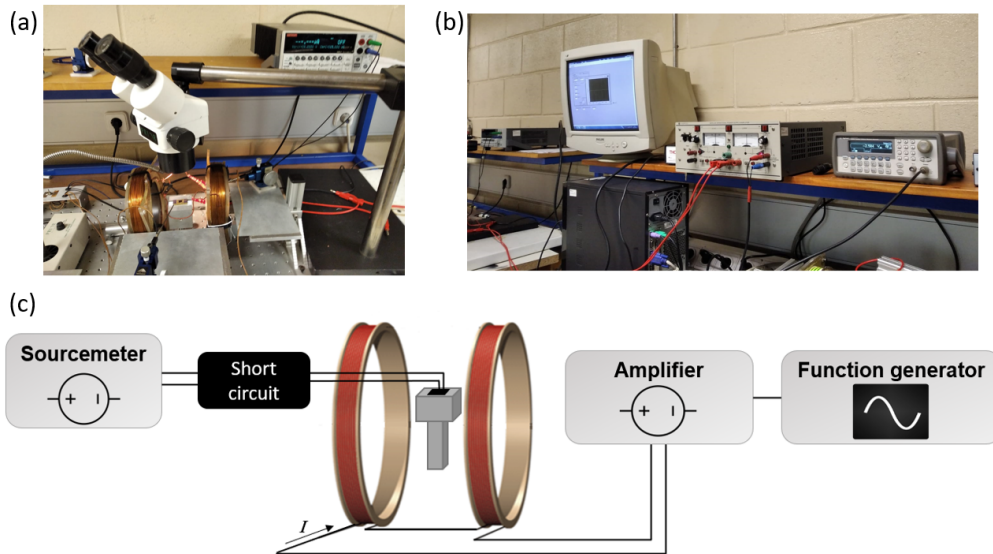 (a)
(b)
(c)
Sourcemeter
Short
circuit
I
Amplifier
Function generator